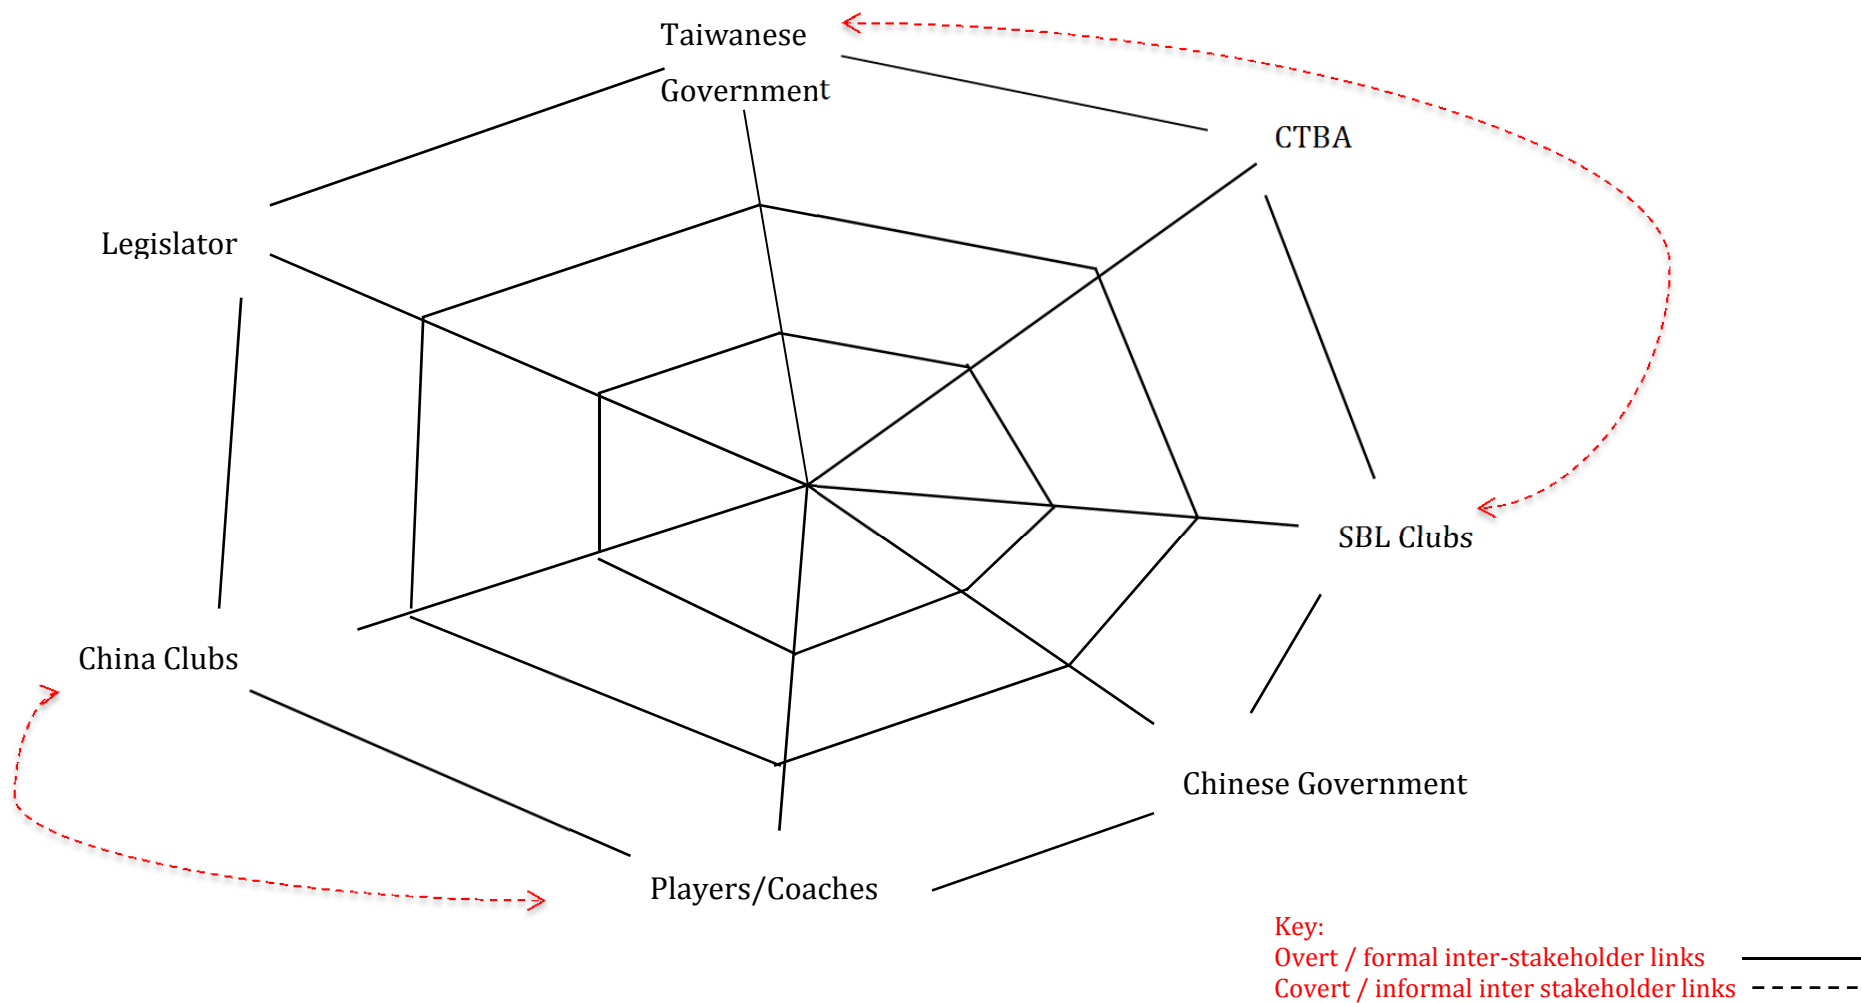 Taiwanese
Government
CTBA
Legislator
SBL Clubs
China Clubs
Chinese Government
Players/Coaches
Key:
Overt / formal inter-stakeholder links
Covert / informal inter stakeholder links